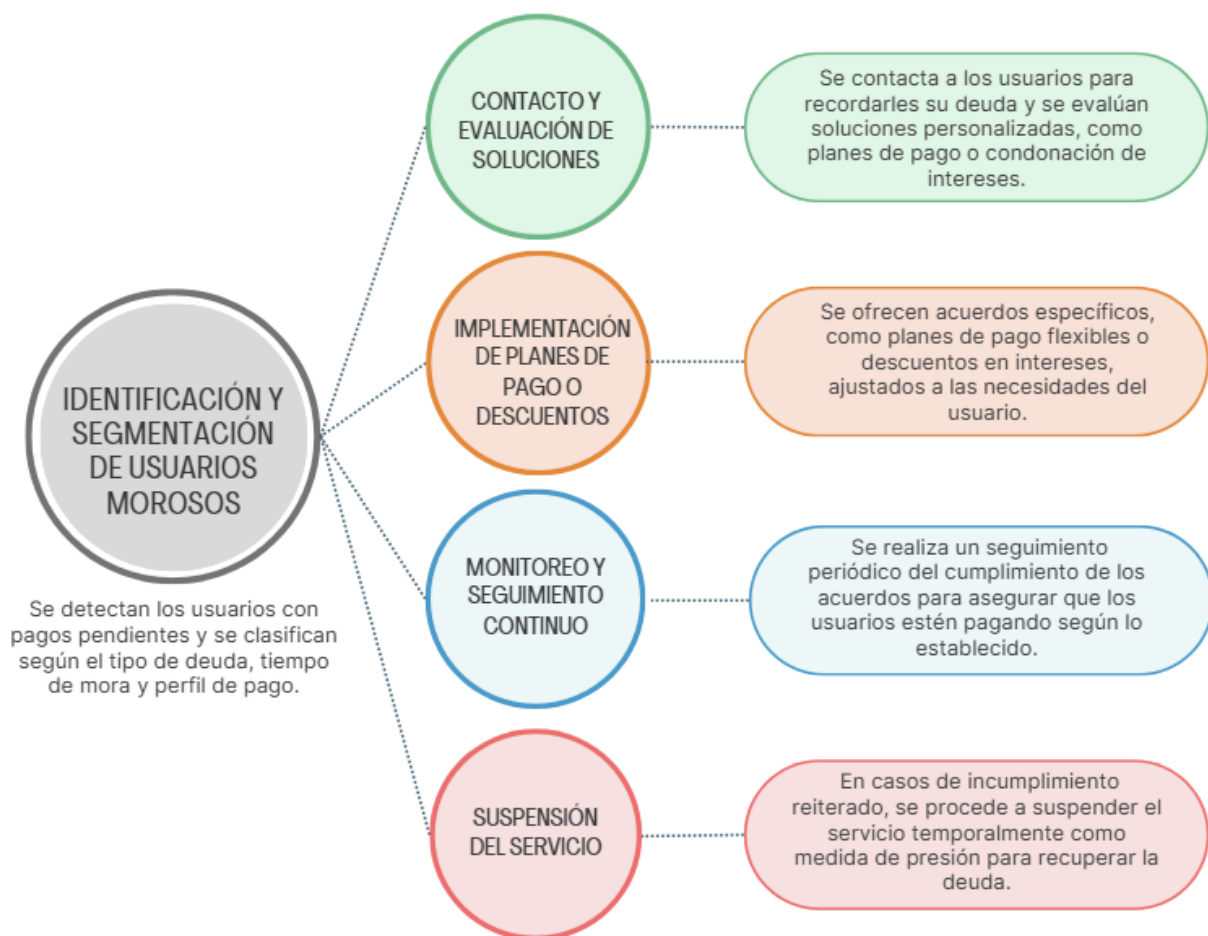 IDENTIFICACIÓN Y
SEGMENTACIÓN
DE USUARIOS
MOROSOS
Se detectan los usuarios con
pagos pendientes y se clasifican
según el tipo de deuda, tiempo
de mora y perfil de pago.
CONTACTO Y
EVALUACIÓN DE
SOLUCIONES
Se contacta a los usuarios para
recordarles su deuda y se evalúan
soluciones personalizadas, como
planes de pago o condonación de
intereses.
IMPLEMENTACIÓN
DE PLANES DE
PAGO O
DESCUENTOS
Se ofrecen acuerdos específicos,
como planes de pago flexibles o
descuentos en intereses,
ajustados a las necesidades del
usuario.
MONITOREO Y
SEGUIMIENTO
CONTINUO
Se realiza un seguimiento
periódico del cumplimiento de los
acuerdos para asegurar que los
usuarios estén pagando según lo
establecido.
SUSPENSIÓN
DEL SERVICIO
En casos de incumplimiento
reiterado, se procede a suspender el
servicio temporalmente como
medida de presión para recuperar la
deuda.